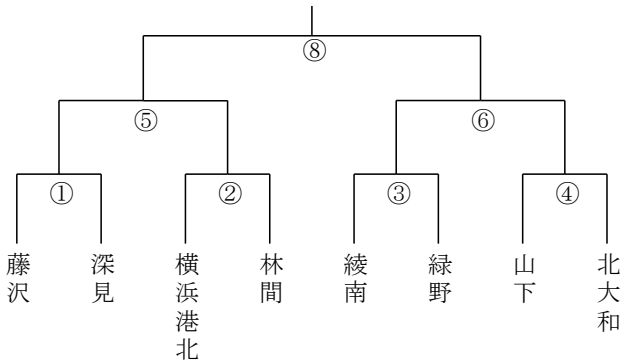 ⑧
⑤
⑥
①
②
③
④
藤沢
深見
横浜港北
林間
綾南
緑野
山下
北大和